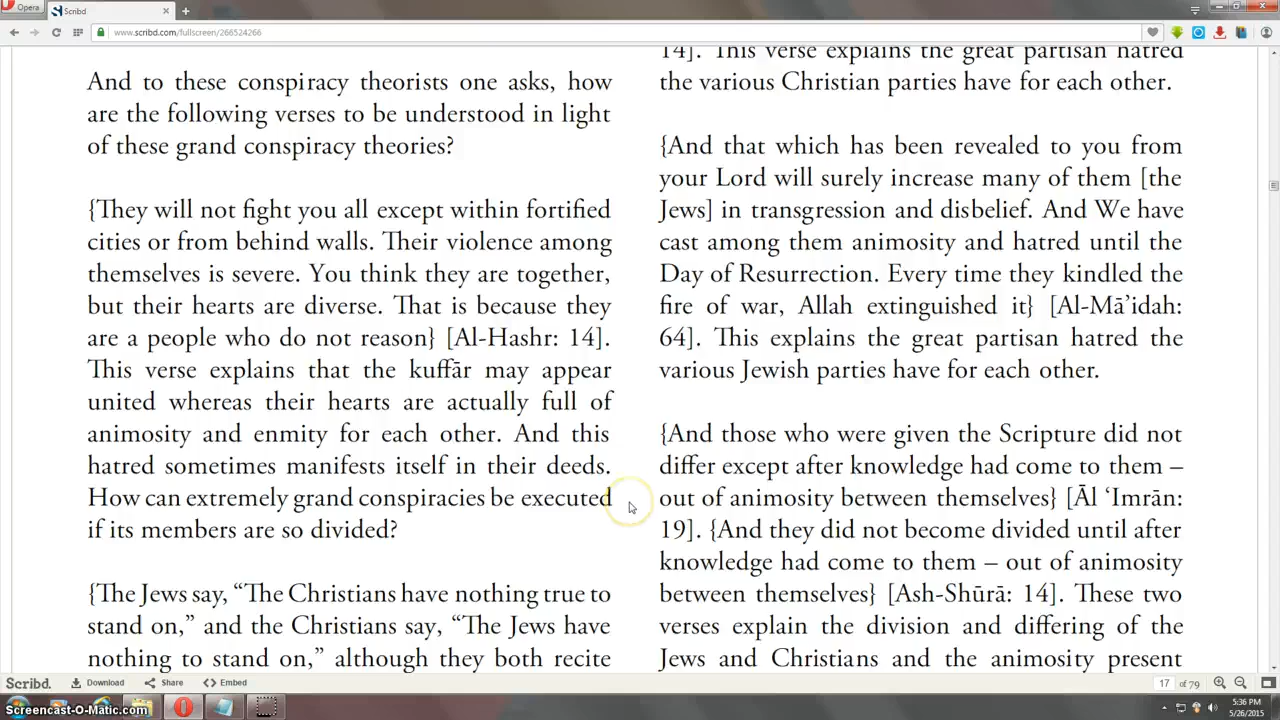 Opera
Scribd
www.scribd.com/fullscreen/266524266
And to these conspiracy theorists one asks, how
are the following verses to be understood in light
of these grand conspiracy theories?
{They will not fight you all except within fortified
cities or from behind walls. Their violence among
themselves is severe. You think they are together,
but their hearts are diverse. That is because they
are a people who do not reason} [Al-Hashr: 14].
This verse explains that the kuffār may appear
united whereas their hearts are actually full of
animosity and enmity for each other. And this
hatred sometimes manifests itself in their deeds.
How can extremely grand conspiracies be executed
if its members are so divided?
{The Jews say, “The Christians have nothing true to
stand on,” and the Christians say, “The Jews have
nothing to stand on,” although they both recite
14]. This verse explains the great partisan hatred
the various Christian parties have for each other.
{And that which has been revealed to you from
your Lord will surely increase many of them [the
Jews] in transgression and disbelief. And We have
cast among them animosity and hatred until the
Day of Resurrection. Every time they kindled the
fire of war, Allah extinguished it} [Al-Mā’idah:
64]. This explains the great partisan hatred the
various Jewish parties have for each other.
{And those who were given the Scripture did not
differ except after knowledge had come to them –
out of animosity between themselves} [Āl ‘Imrān:
19]. {And they did not become divided until after
knowledge had come to them – out of animosity
between themselves} [Ash-Shūrā: 14]. These two
verses explain the division and differing of the
Jews and Christians and the animosity present
Scribd. Download Share Embed
17 of 79
Screencast-O-Matic.com
5:36 PM
5/26/2015